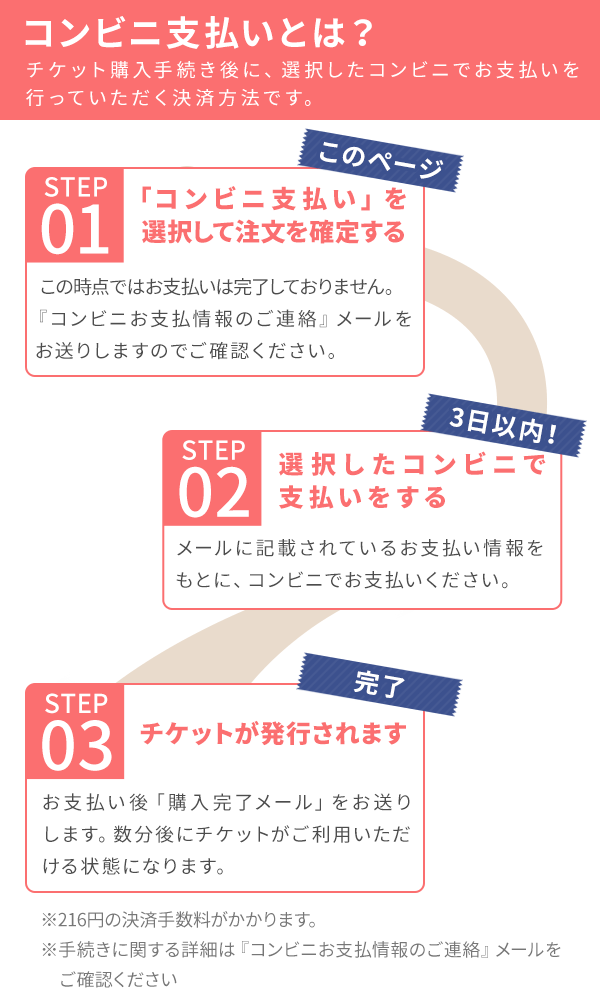 コンビニ支払いとは？
チケット購入手続き後に、選択したコンビニでお支払いを
行っていただく決済方法です。
このページ
STEP
01
「コンビニ支払い」を
選択して注文を確定する
この時点ではお支払いは完了しておりません。
『コンビニお支払情報のご連絡』メールを
お送りしますのでご確認ください。
3日以内！
STEP
02
選択したコンビニで
支払いをする
メールに記載されているお支払い情報を
もとに、コンビニでお支払いください。
完了
STEP
03
チケットが発行されます
お支払い後「購入完了メール」をお送り
します。数分後にチケットがご利用いただ
ける状態になります。
※216円の決済手数料がかかります。
※手続きに関する詳細は『コンビニお支払情報のご連絡』メールを
ご確認ください